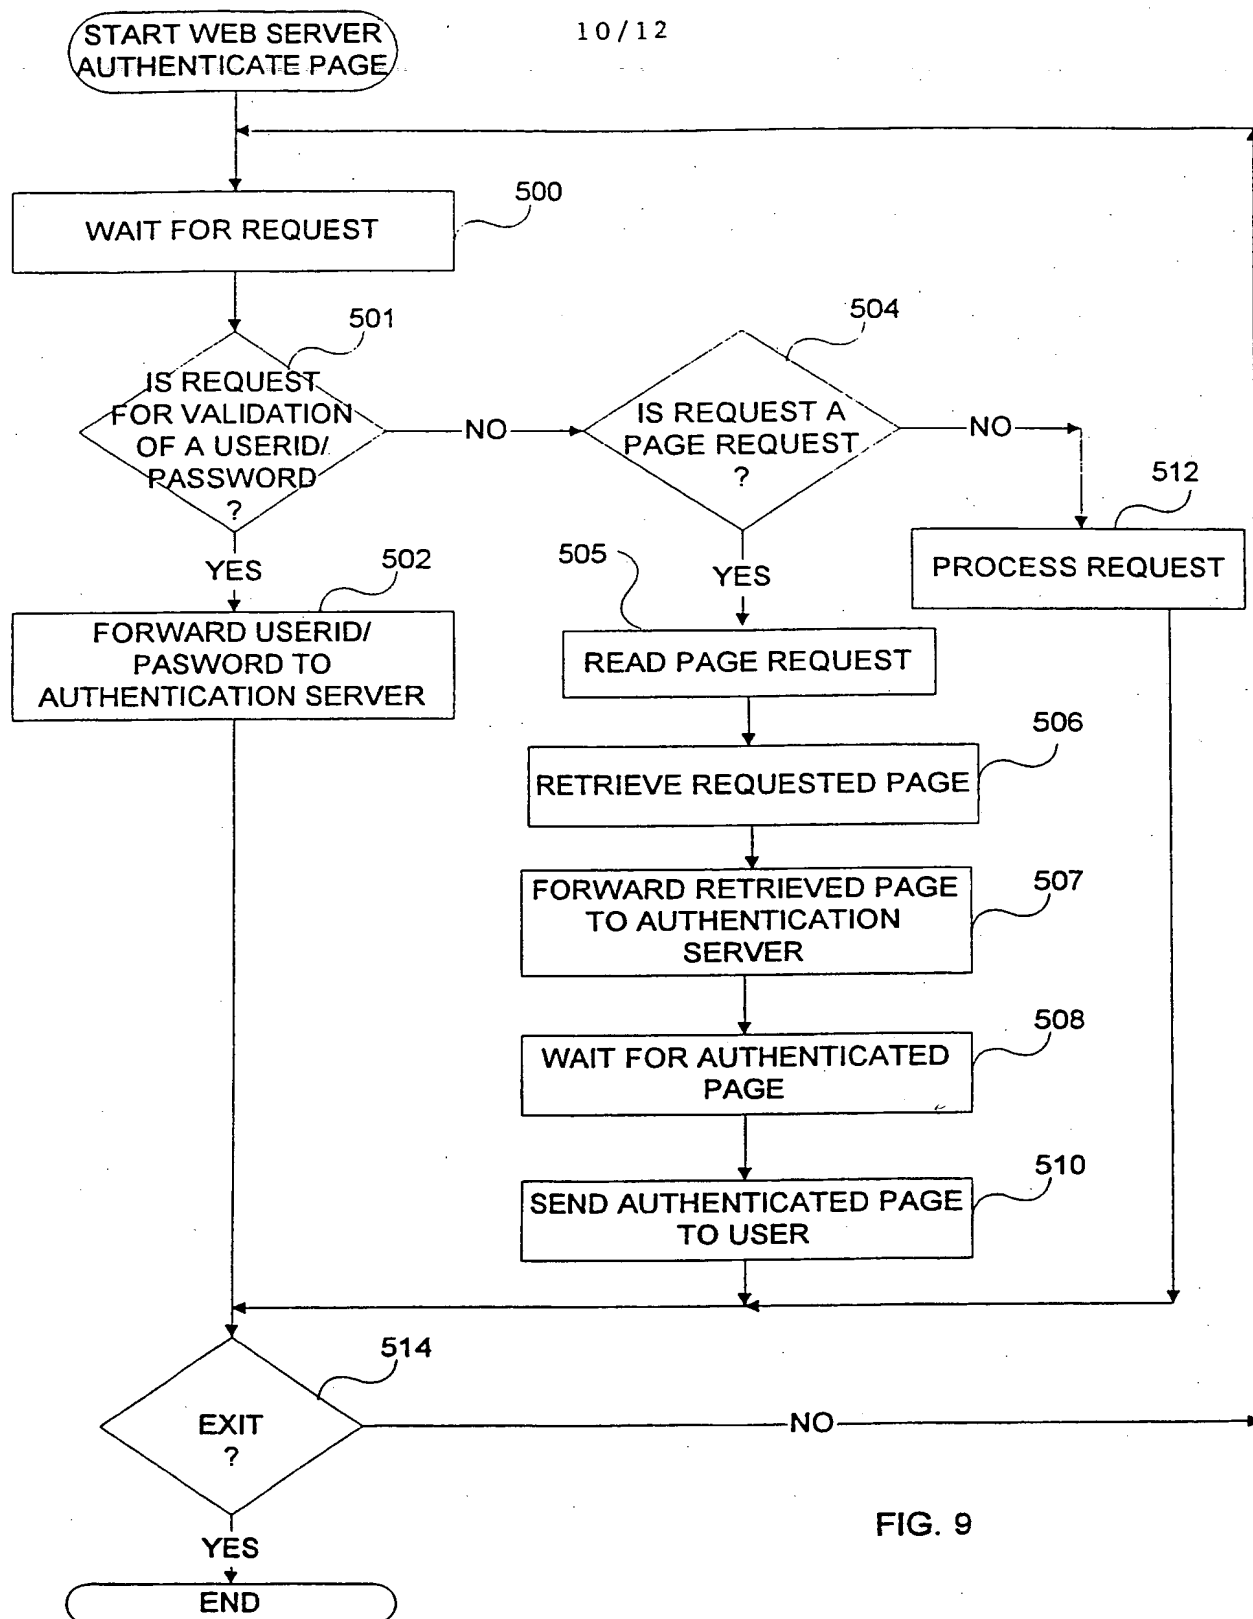 10/12
START WEB SERVER
AUTHENTICATE PAGE
500
WAIT FOR REQUEST
501
IS REQUEST
FOR VALIDATION
OF A USERID/
PASSWORD
?
NO
504
IS REQUEST A
PAGE REQUEST
?
NO
512
PROCESS REQUEST
YES
502
FORWARD USERID/
PASWORD TO
AUTHENTICATION SERVER
YES
505
READ PAGE REQUEST
506
RETRIEVE REQUESTED PAGE
507
FORWARD RETRIEVED PAGE
TO AUTHENTICATION
SERVER
508
WAIT FOR AUTHENTICATED
PAGE
510
SEND AUTHENTICATED PAGE
TO USER
514
EXIT
?
NO
YES
END
FIG. 9